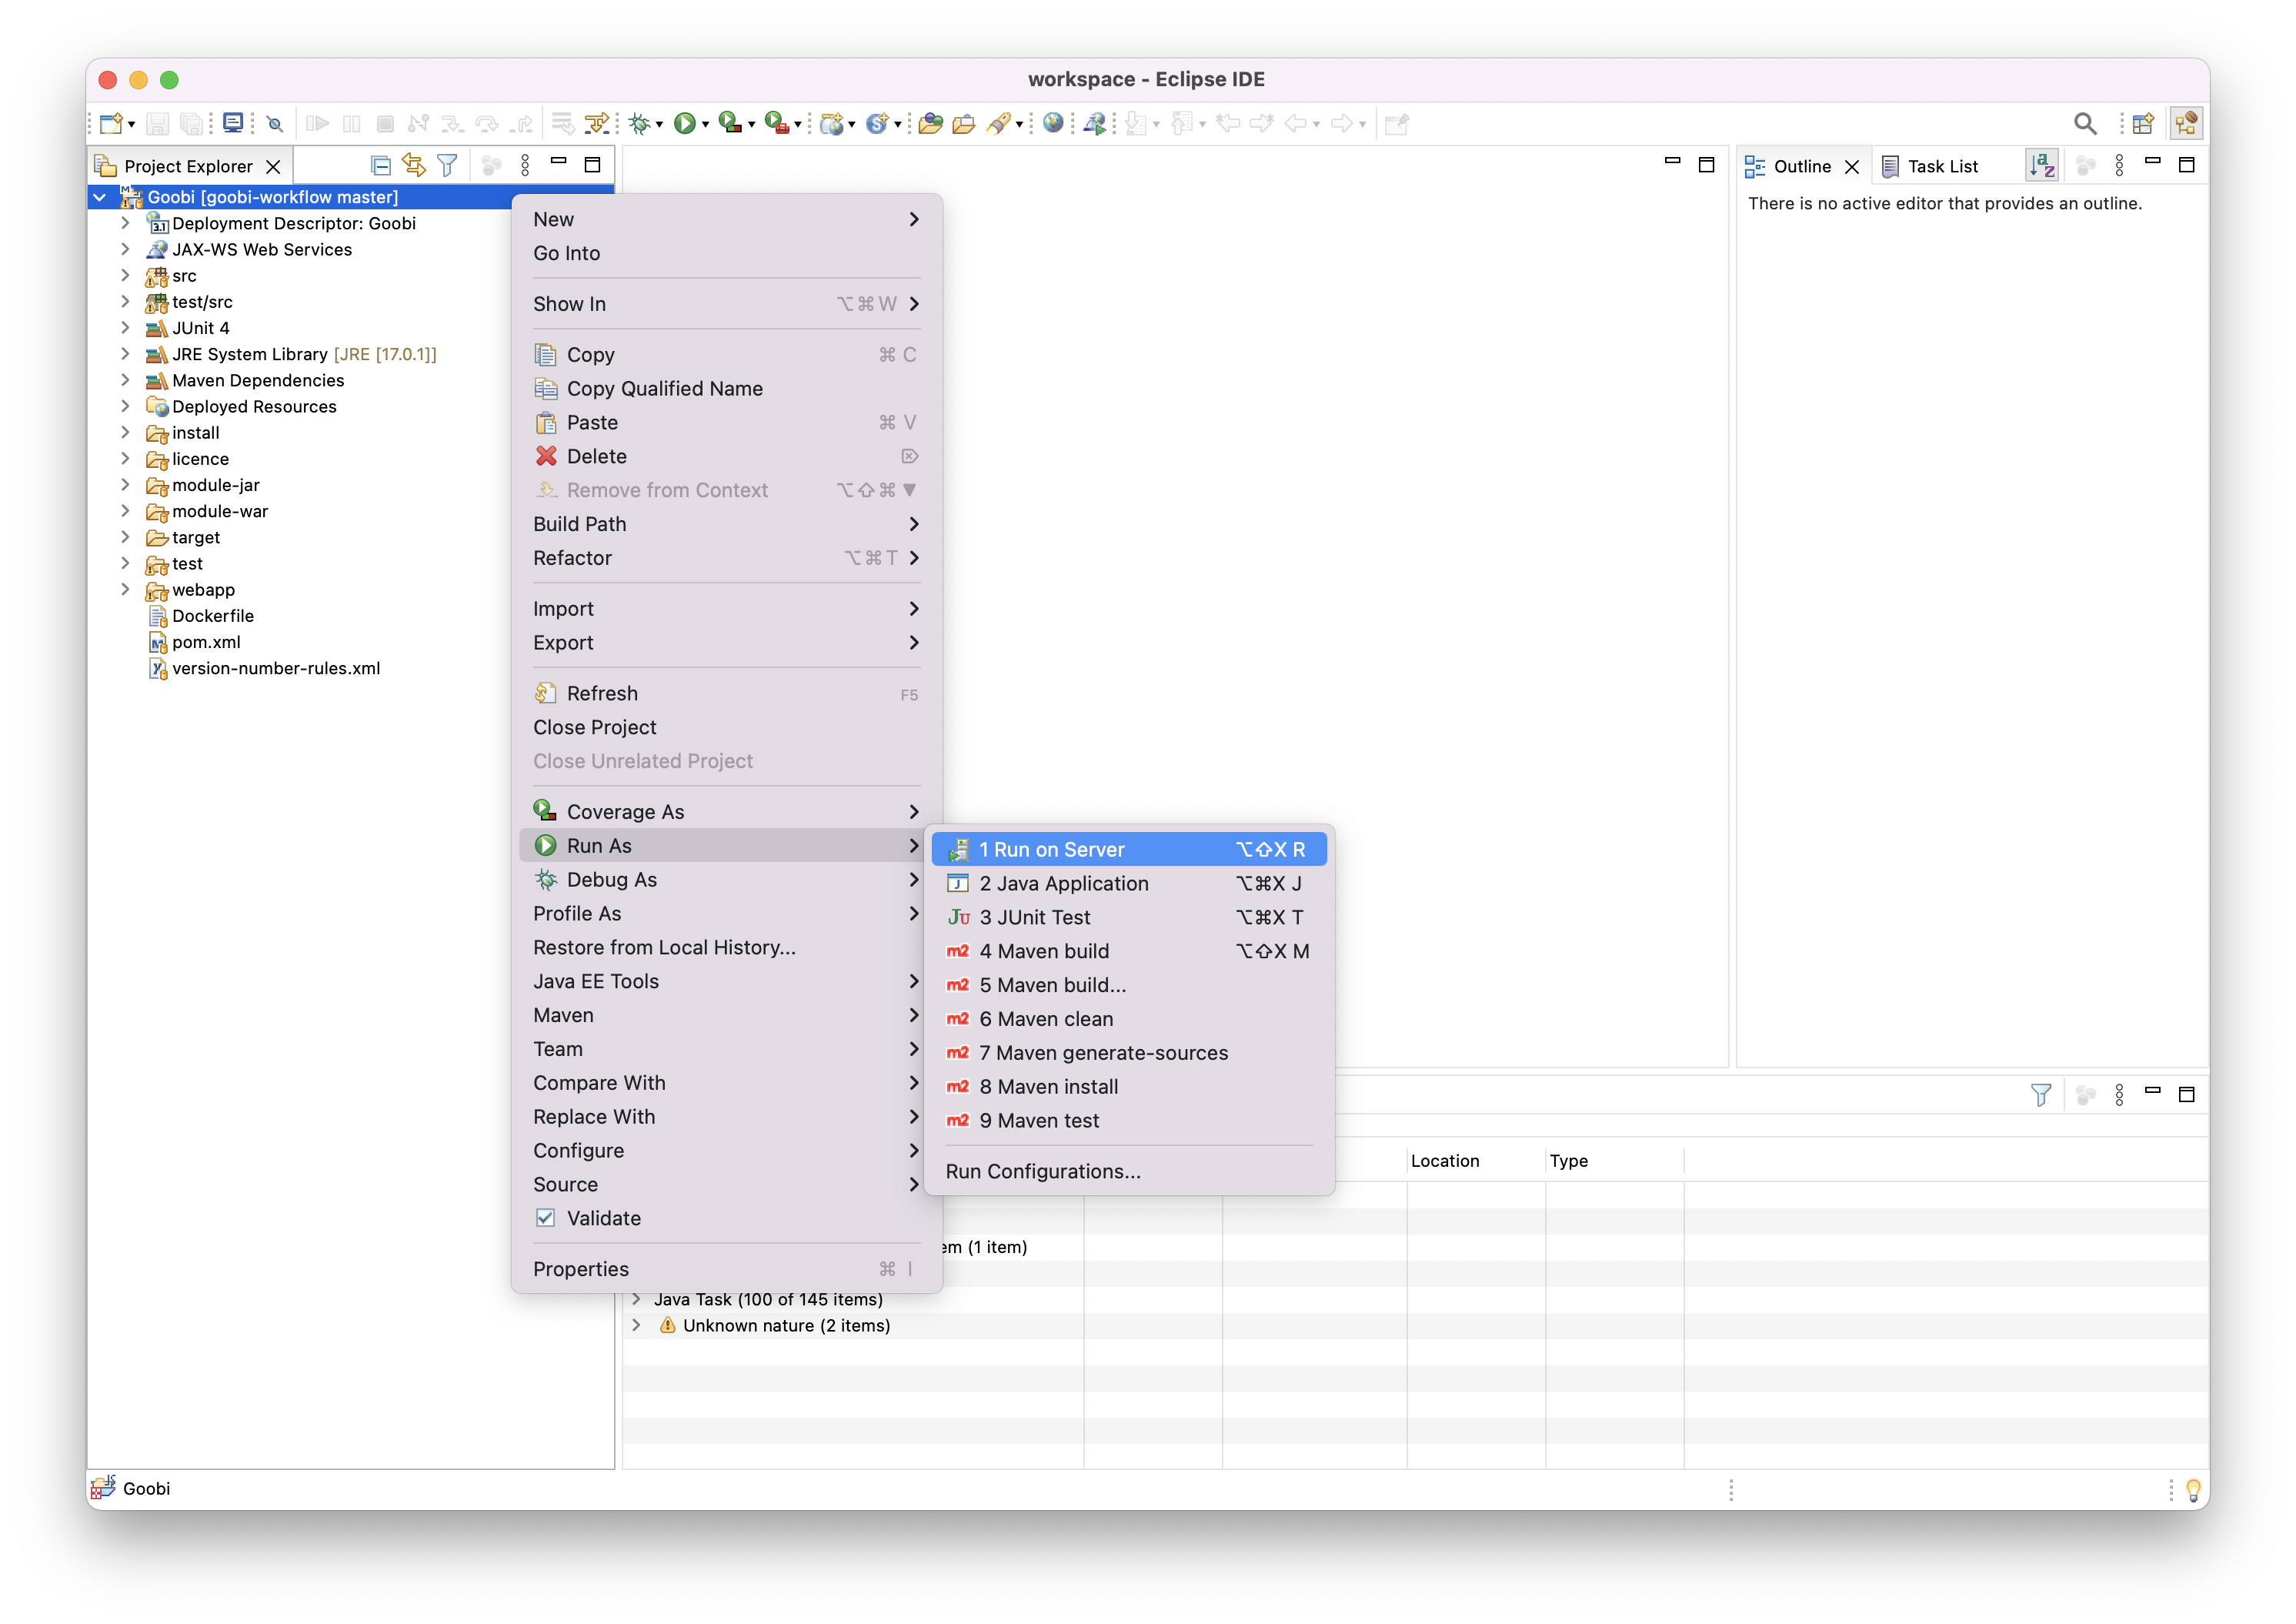 workspace - Eclipse IDE
Project Explorer
Goobi [goobi-workflow master]
Deployment Descriptor: Goobi
JAX-WS Web Services
src
test/src
JUnit 4
JRE System Library [JRE [17.0.1]]
Maven Dependencies
Deployed Resources
install
licence
module-jar
module-war
target
test
webapp
Dockerfile
pom.xml
version-number-rules.xml
New
Go Into
Show In ⌥⌘W
Copy ⌘ C
Copy Qualified Name
Paste ⌘ V
Delete ⌦
Remove from Context ⌥⇧⌘▼
Build Path
Refactor ⌥⌘T
Import
Export
Refresh F5
Close Project
Close Unrelated Project
Coverage As
Run As
Debug As
Profile As
Restore from Local History...
Java EE Tools
Maven
Team
Compare With
Replace With
Configure
Source
Validate
Properties ⌘ I
1 Run on Server ⌥⇧X R
2 Java Application ⌥⌘X J
3 JUnit Test ⌥⌘X T
4 Maven build ⌥⇧X M
5 Maven build...
6 Maven clean
7 Maven generate-sources
8 Maven install
9 Maven test
Run Configurations...
Outline
Task List
There is no active editor that provides an outline.
Location Type
em (1 item)
Java Task (100 of 145 items)
Unknown nature (2 items)
Goobi